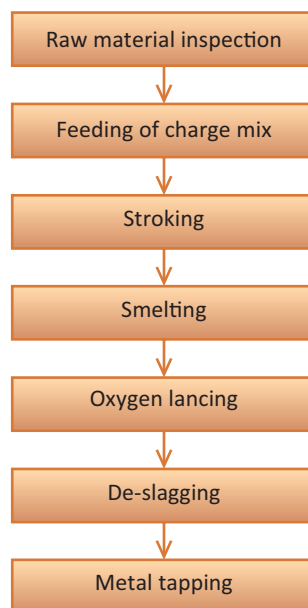 Raw material inspection
Feeding of charge mix
Stroking
Smelting
Oxygen lancing
De-slagging
Metal tapping